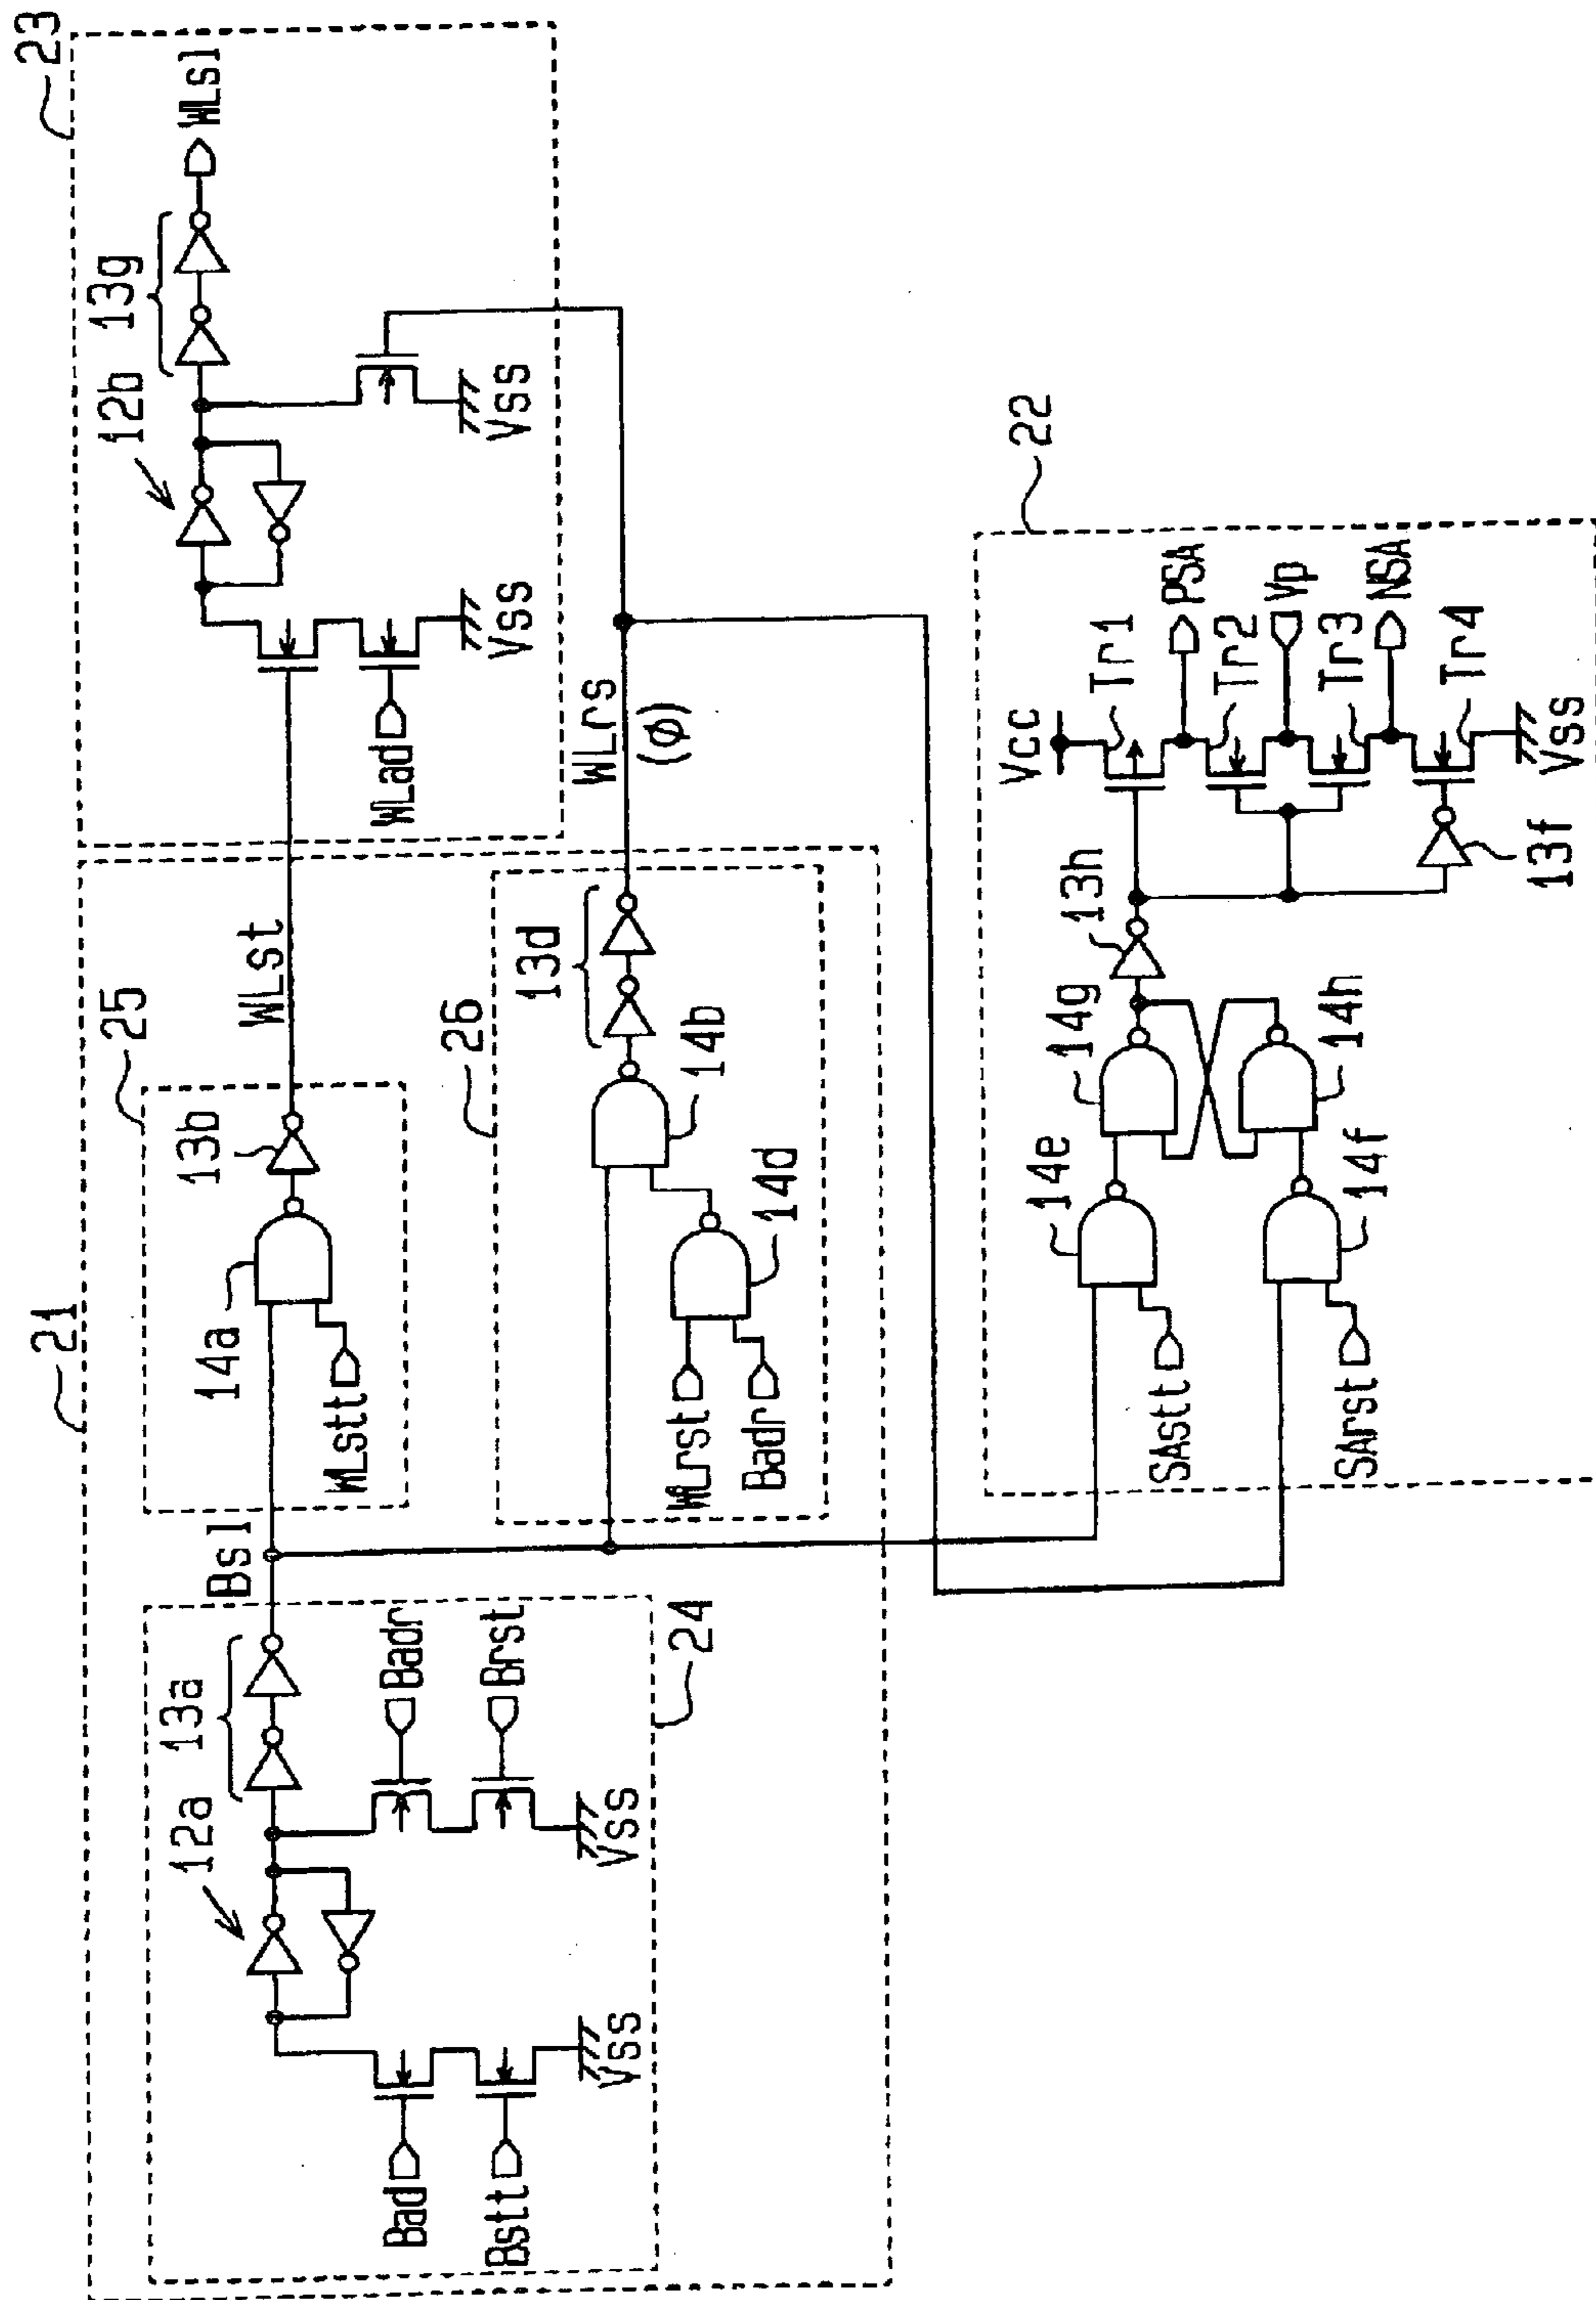 21
24
12a
13a
Bad
Bstt
Vss
Vss
Badr
Brst
Bsl
25
14a
13b
WLstt
WLst
26
14b
13d
14d
WLrst
Badr
WLrs
(φ)
23
12b
13g
WLsl
WLad
Vss
Vss
22
14e
14g
13h
14f
14h
SAstt
SArst
13f
Vcc
Tr1
PSA
Tr2
Vp
Tr3
NSA
Tr4
Vss